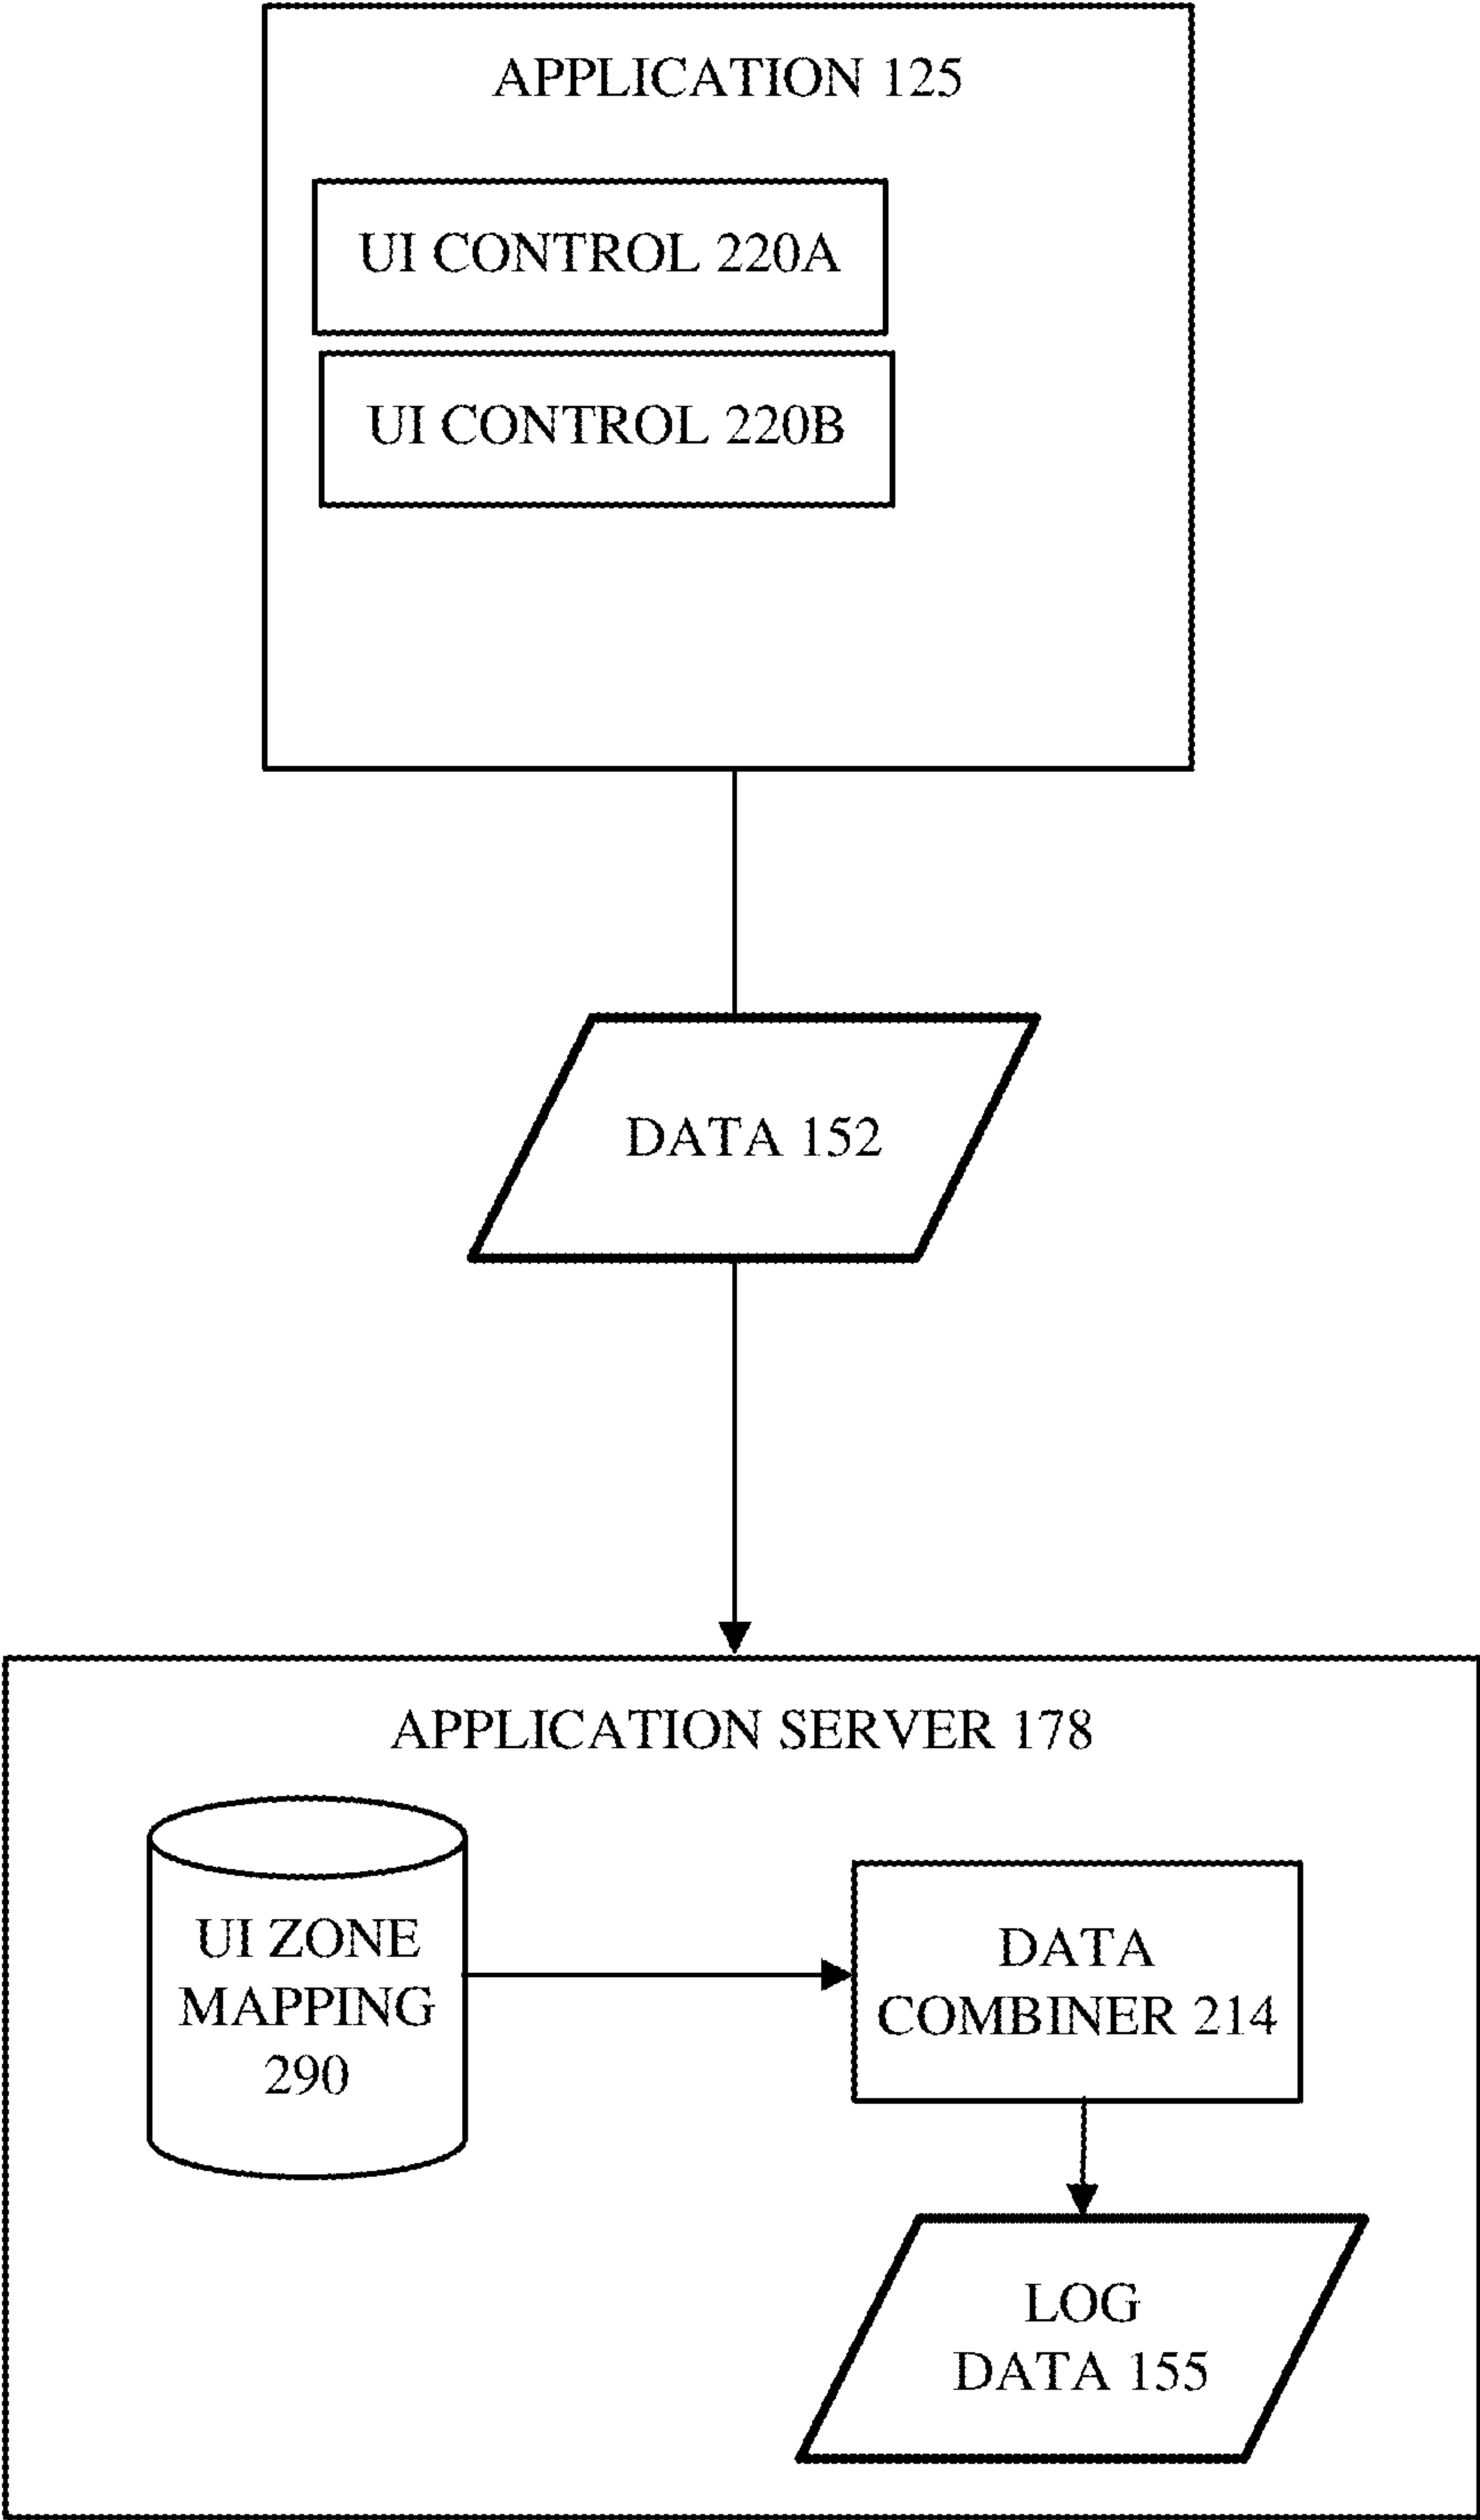 APPLICATION 125
UI CONTROL 220A
UI CONTROL 220B
DATA 152
APPLICATION SERVER 178
UI ZONE
MAPPING
290
DATA
COMBINER 214
LOG
DATA 155